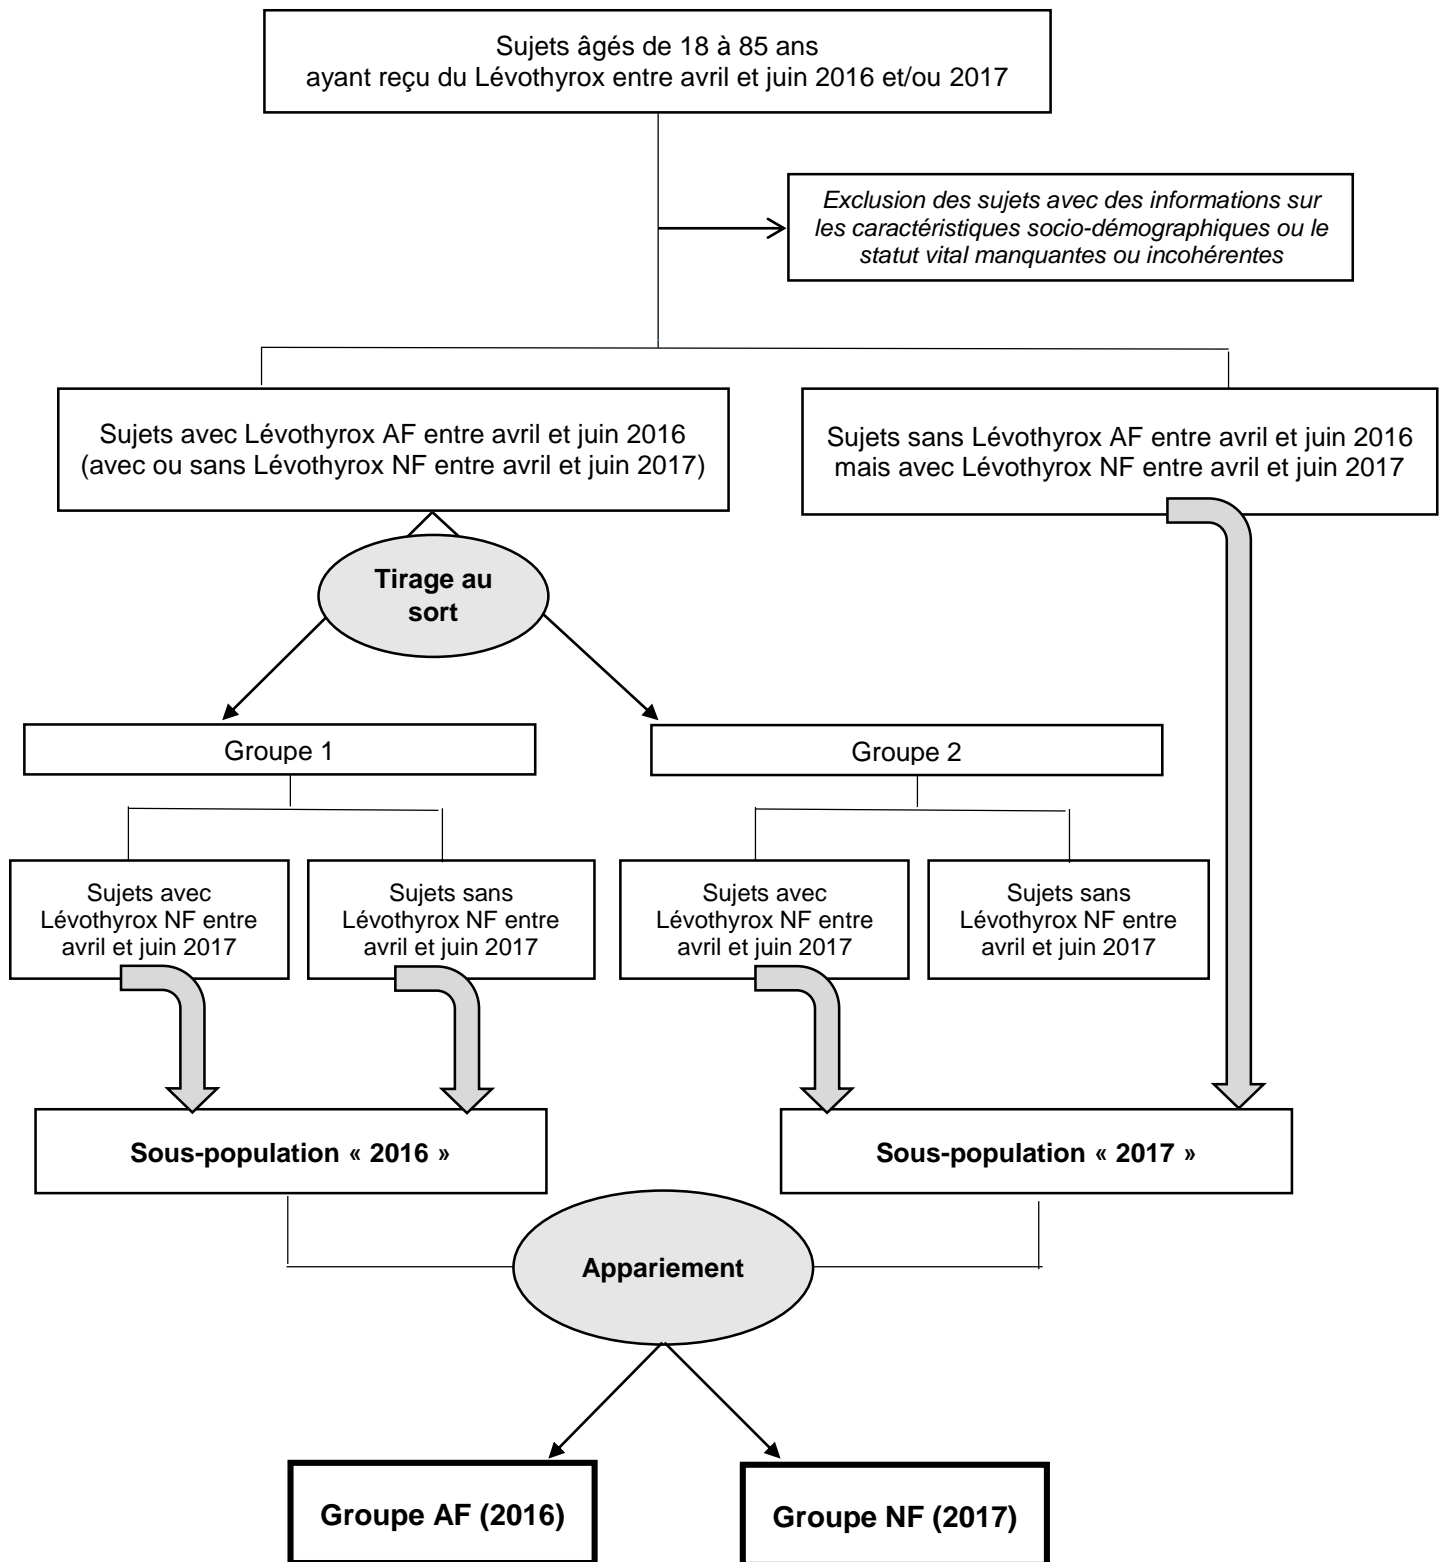 Sujets âgés de 18 à 85 ans
ayant reçu du Lévothyrox entre avril et juin 2016 et/ou 2017
Exclusion des sujets avec des informations sur
les caractéristiques socio-démographiques ou le
statut vital manquantes ou incohérentes
Sujets avec Lévothyrox AF entre avril et juin 2016
(avec ou sans Lévothyrox NF entre avril et juin 2017)
Sujets sans Lévothyrox AF entre avril et juin 2016
mais avec Lévothyrox NF entre avril et juin 2017
Tirage au
sort
Groupe 1
Groupe 2
Sujets avec
Lévothyrox NF entre
avril et juin 2017
Sujets sans
Lévothyrox NF entre
avril et juin 2017
Sujets avec
Lévothyrox NF entre
avril et juin 2017
Sujets sans
Lévothyrox NF entre
avril et juin 2017
Sous-population « 2016 »
Sous-population « 2017 »
Appariement
Groupe AF (2016)
Groupe NF (2017)